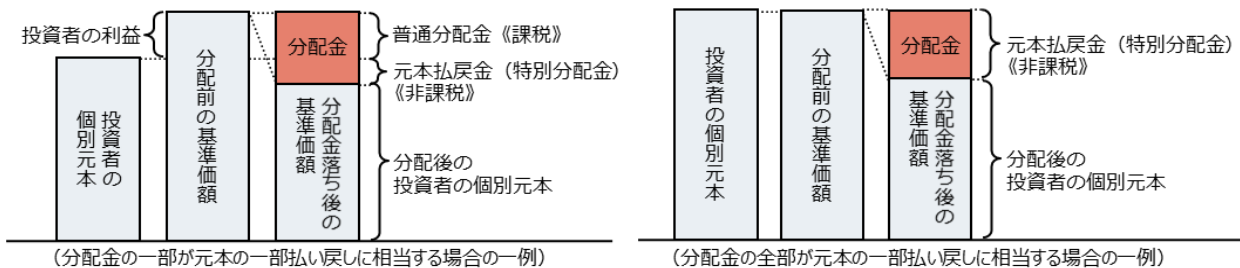 投資者の利益
投資者の
個別元本
分配前の基準価額
分配金
分配金落ち後の
基準価額
普通分配金《課税》
元本払戻金（特別分配金）
《非課税》
分配後の
投資者の個別元本
（分配金の一部が元本の一部払い戻しに相当する場合の一例）
投資者の個別元本
分配前の基準価額
分配金
分配金落ち後の
基準価額
元本払戻金（特別分配金）
《非課税》
分配後の
投資者の個別元本
（分配金の全部が元本の一部払い戻しに相当する場合の一例）